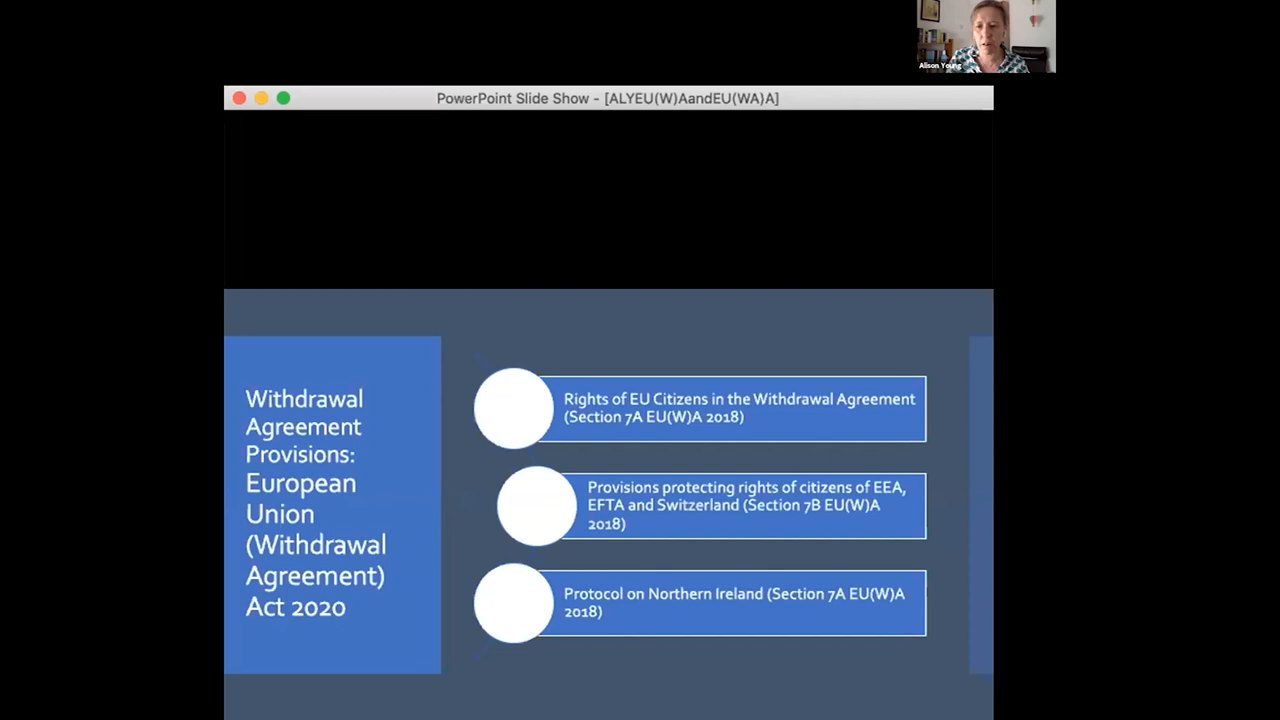 Alison Young
PowerPoint Slide Show - [ALYEU(W)AandEU(WA)A]
Withdrawal
Agreement
Provisions:
European
Union
(Withdrawal
Agreement)
Act 2020
Rights of EU Citizens in the Withdrawal Agreement
(Section 7A EU(W)A 2018)
Provisions protecting rights of citizens of EEA,
EFTA and Switzerland (Section 7B EU(W)A
2018)
Protocol on Northern Ireland (Section 7A EU(W)A
2018)